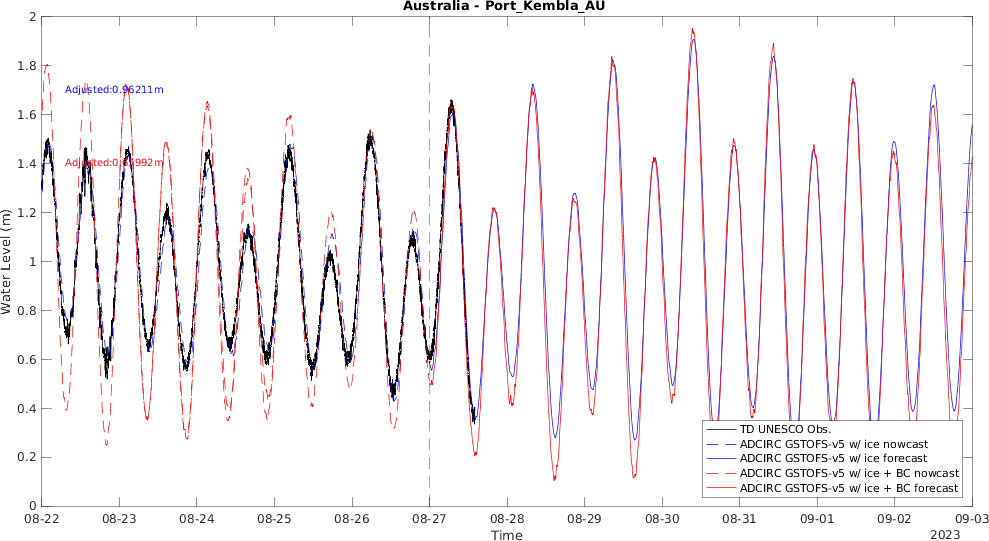 Australia - Port_Kembla_AU
2
1.8
1.6
1.4
1.2
1
0.8
0.6
0.4
0.2
0
Water Level (m)
Adjusted:0.96211m
TD UNESCO Obs.
ADCIRC GSTOFS-v5 w/ ice nowcast
ADCIRC GSTOFS-v5 w/ ice forecast
ADCIRC GSTOFS-v5 w/ ice + BC nowcast
ADCIRC GSTOFS-v5 w/ ice + BC forecast
08-22 08-23 08-24 08-25 08-26 08-27 08-28 08-29 08-30 08-31 09-01 09-02 09-03
Time
2023